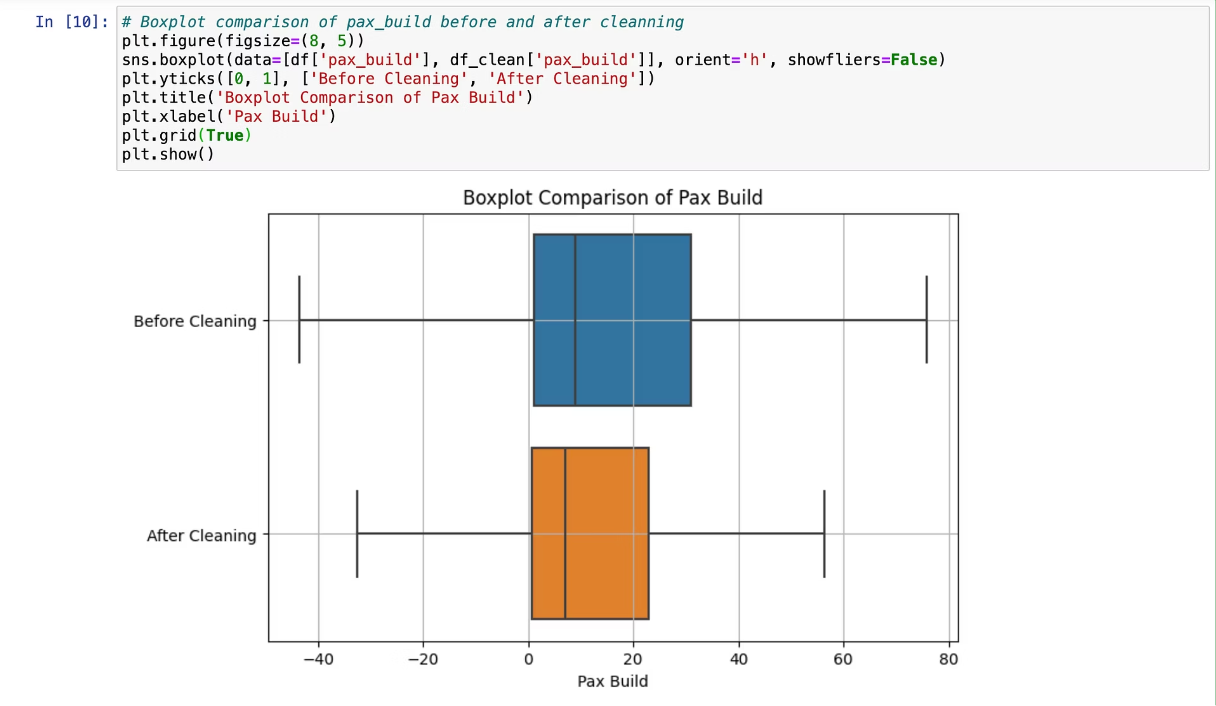 In [10]: # Boxplot comparison of pax_build before and after cleanning
plt.figure(figsize=(8, 5))
sns.boxplot(data=[df['pax_build'], df_clean['pax_build']], orient='h', showfliers=False)
plt.yticks([0, 1], ['Before Cleaning', 'After Cleaning'])
plt.title('Boxplot Comparison of Pax Build')
plt.xlabel('Pax Build')
plt.grid(True)
plt.show()
Boxplot Comparison of Pax Build
Before Cleaning
After Cleaning
−40 −20 0 20 40 60 80
Pax Build